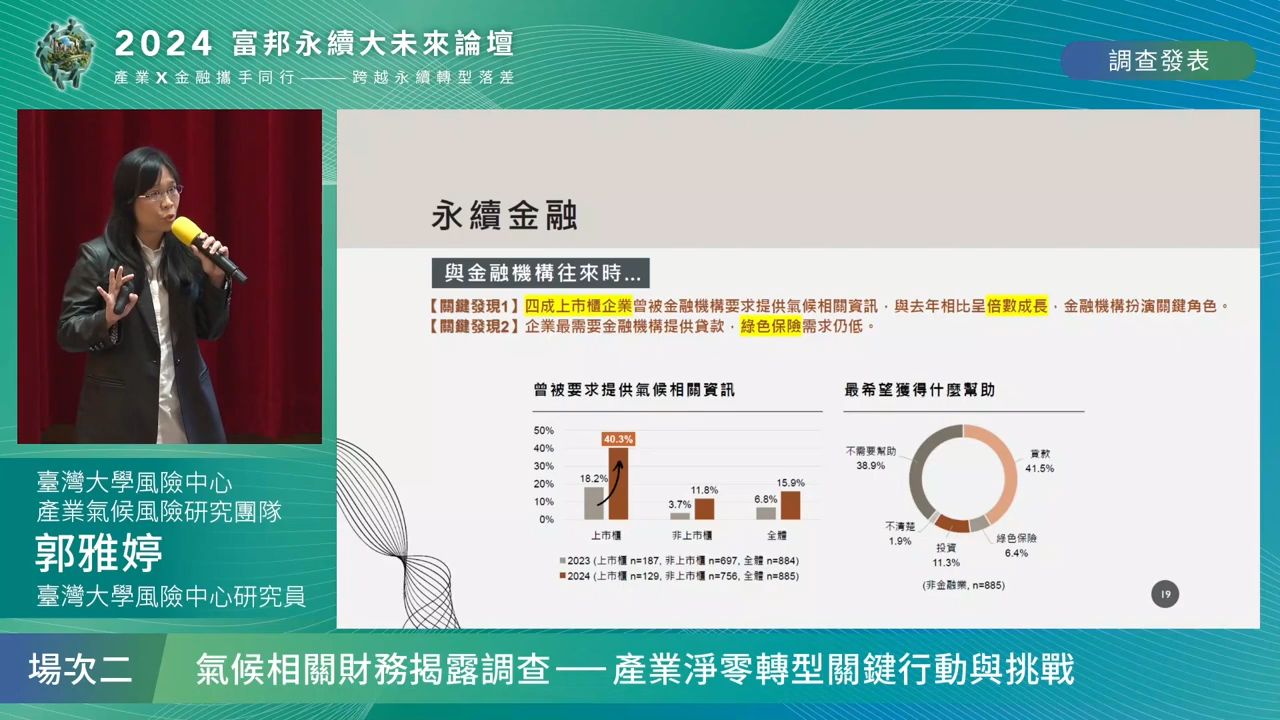 2024 富邦永續大未來論壇
產業X金融攜手同行——跨越永續轉型落差
調查發表
永續金融
與金融機構往來時...
【關鍵發現1】四成上市櫃企業曾被金融機構要求提供氣候相關資訊，與去年相比呈倍數成長，金融機構扮演關鍵角色。
【關鍵發現2】企業最需要金融機構提供貸款，綠色保險需求仍低。
曾被要求提供氣候相關資訊
50%
40%
30%
20%
10%
0%
18.2%
40.3%
3.7%
11.8%
6.8%
15.9%
上市櫃
非上市櫃
全體
2023 (上市櫃 n=187, 非上市櫃 n=697, 全體 n=884)
2024 (上市櫃 n=129, 非上市櫃 n=756, 全體 n=885)
最希望獲得什麼幫助
不需要幫助
38.9%
貸款
41.5%
不清楚
1.9%
投資
11.3%
綠色保險
6.4%
(非金融業, n=885)
19
臺灣大學風險中心
產業氣候風險研究團隊
郭雅婷
臺灣大學風險中心研究員
場次二
氣候相關財務揭露調查——產業淨零轉型關鍵行動與挑戰